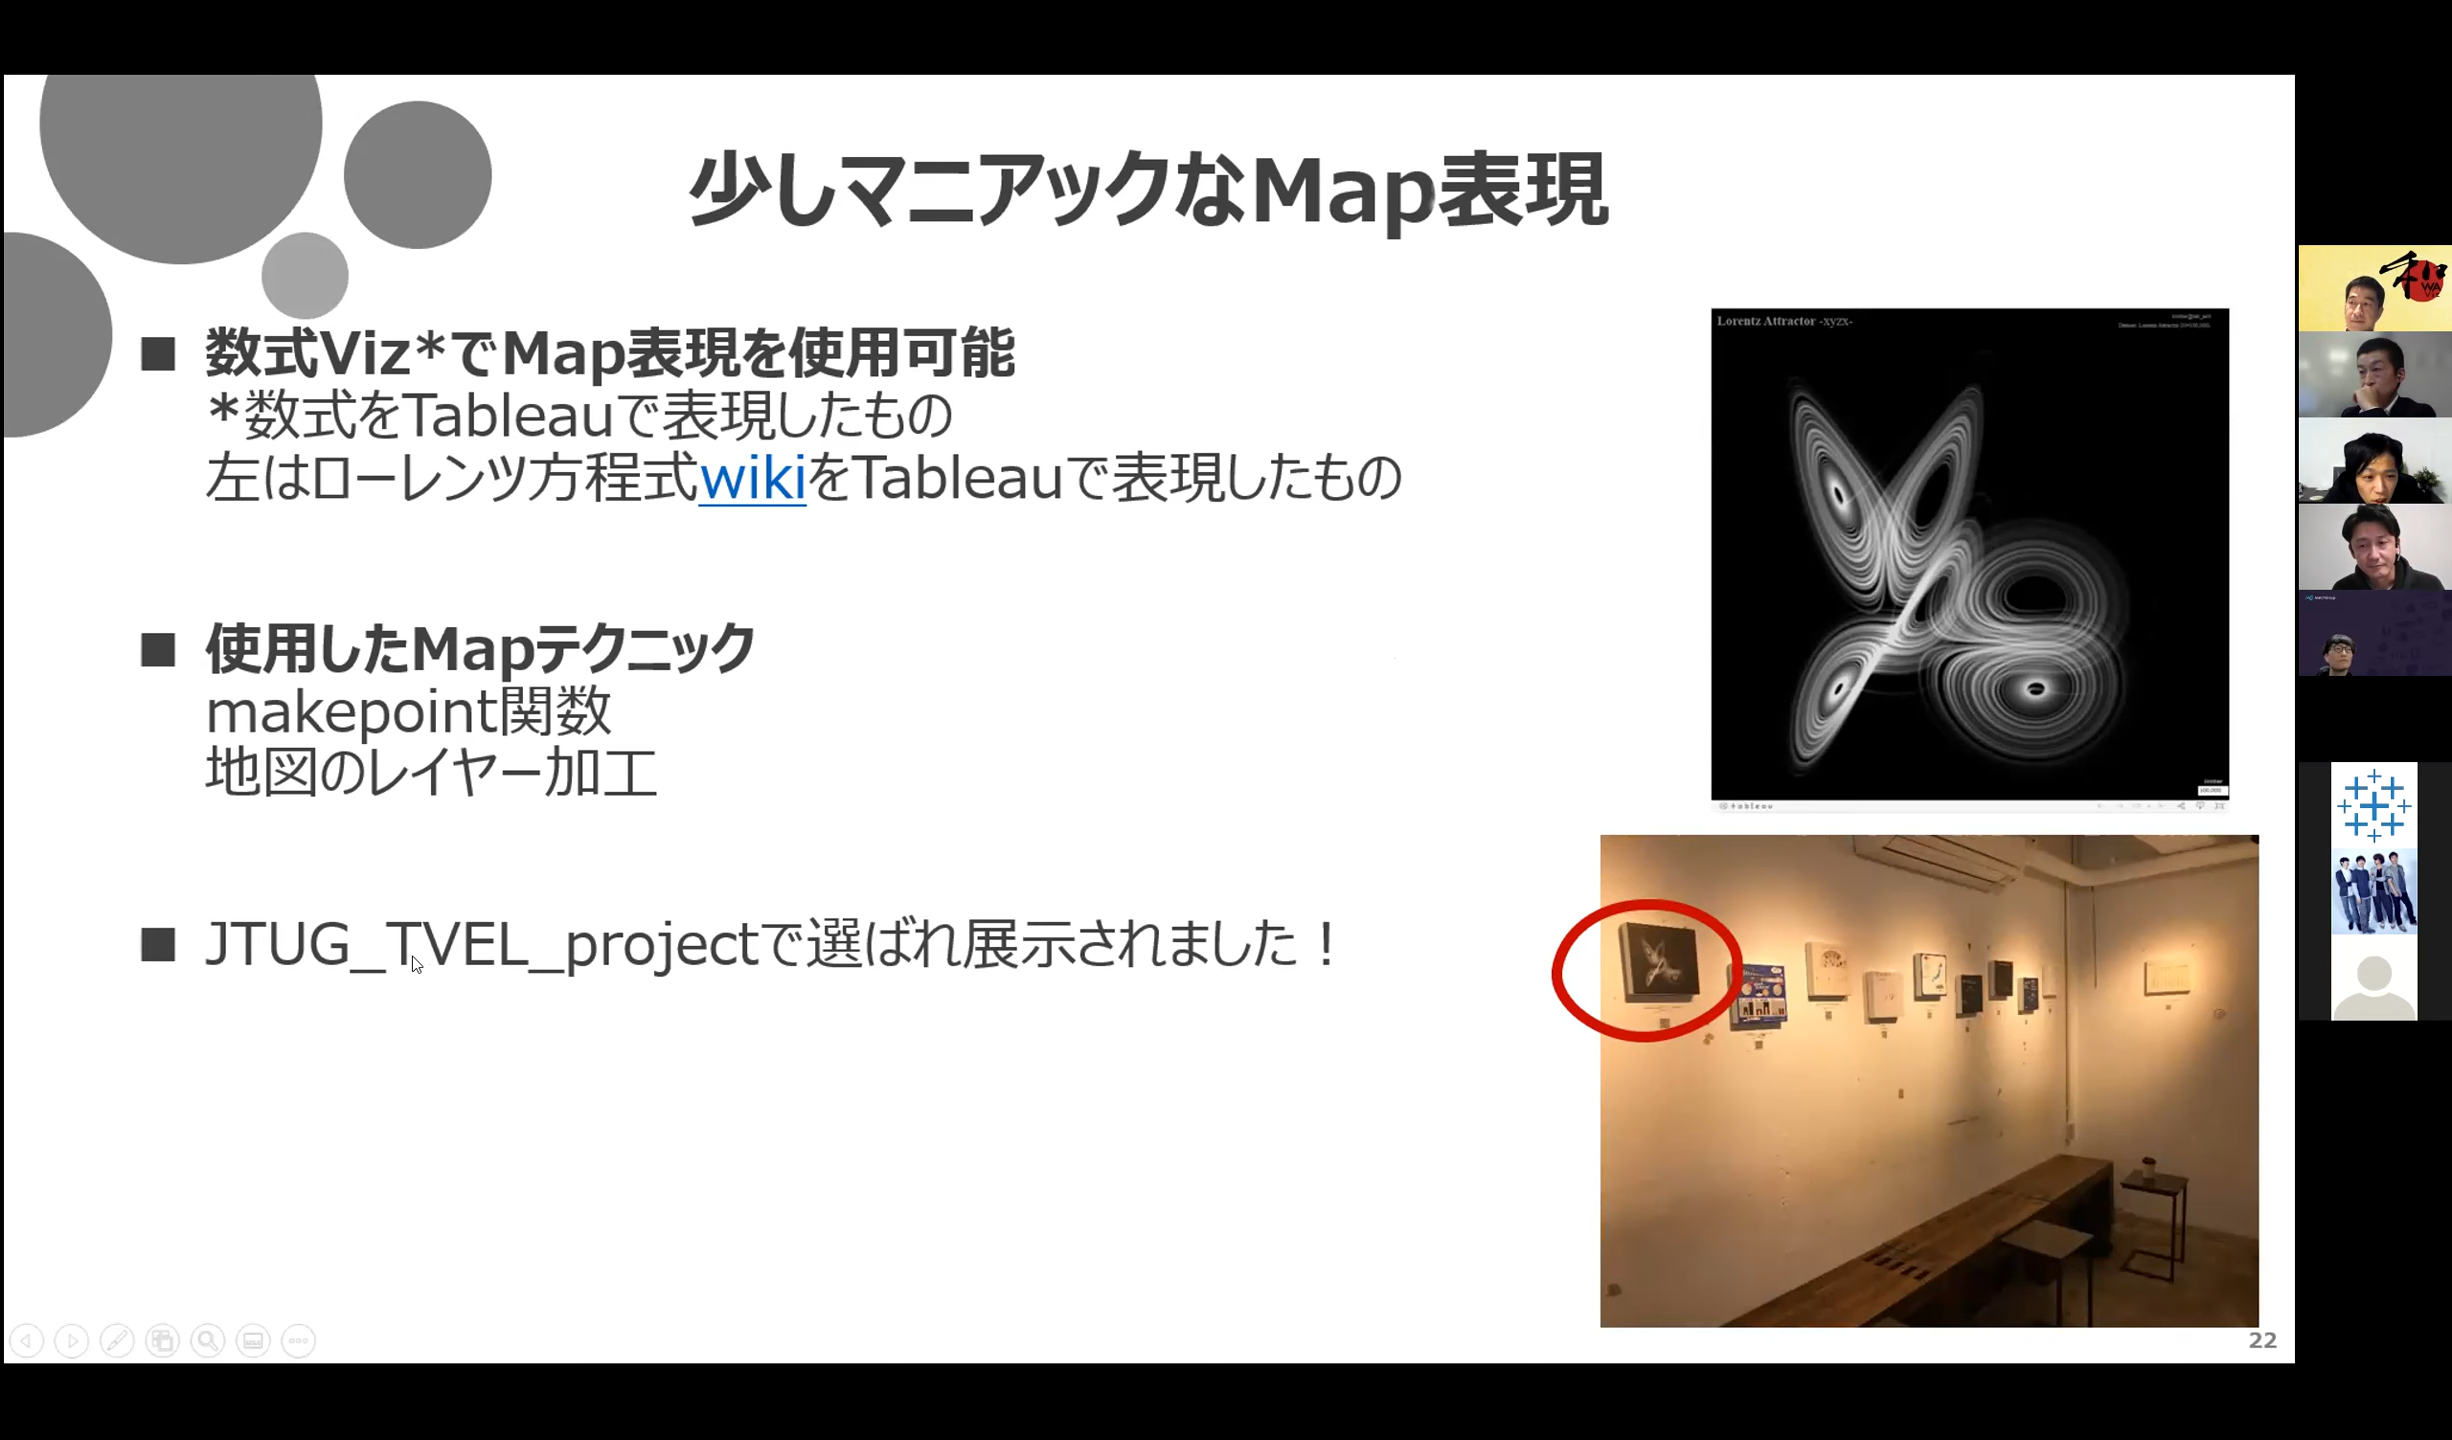 少しマニアックなMap表現
■ 数式Viz*でMap表現を使用可能
*数式をTableauで表現したもの
左はローレンツ方程式wikiをTableauで表現したもの
■ 使用したMapテクニック
makepoint関数
地図のレイヤー加工
■ JTUG_TVEL_projectで選ばれ展示されました！
Lorentz Attractor -xyzx-
tableau
和
WA
Viz
22